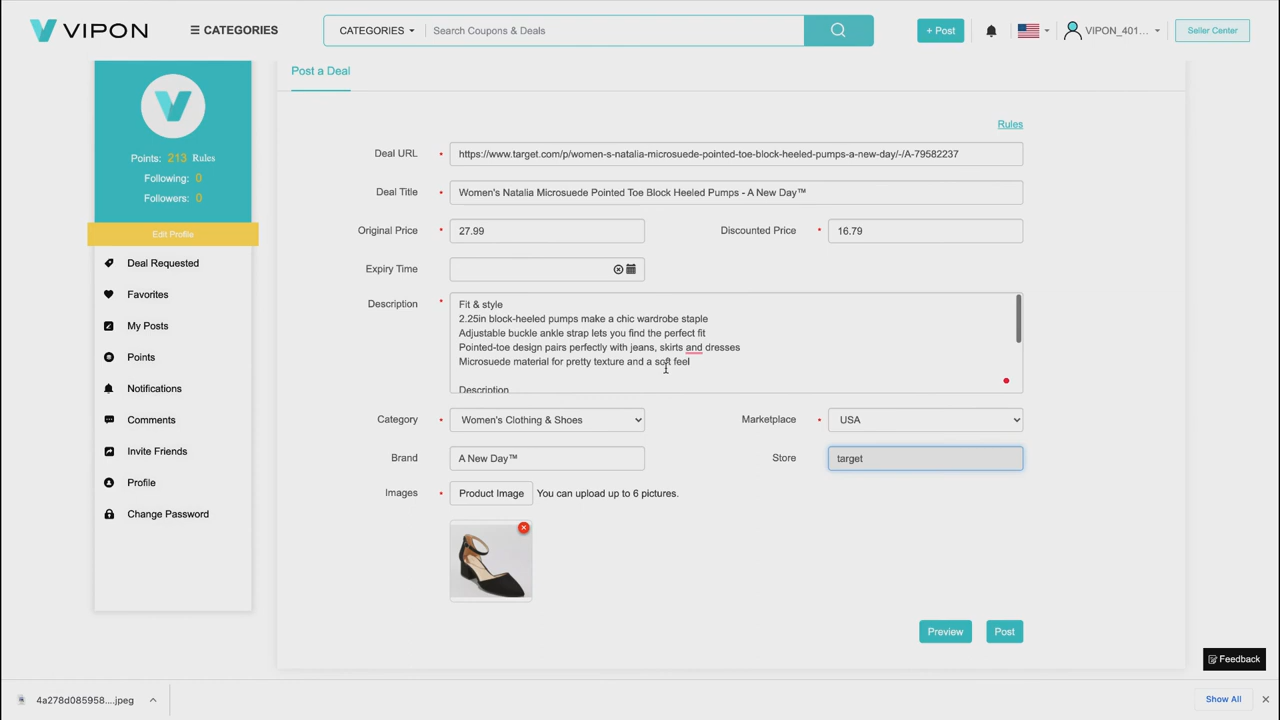 VIPON
CATEGORIES
CATEGORIES
Search Coupons & Deals
+ Post
VIPON_401...
Seller Center
Points: 213 Rules
Following: 0
Followers: 0
Edit Profile
Deal Requested
Favorites
My Posts
Points
Notifications
Comments
Invite Friends
Profile
Change Password
Post a Deal
Rules
Deal URL * https://www.target.com/p/women-s-natalia-microsuede-pointed-toe-block-heeled-pumps-a-new-day/-/A-79582237
Deal Title * Women's Natalia Microsuede Pointed Toe Block Heeled Pumps - A New Day™
Original Price * 27.99 Discounted Price * 16.79
Expiry Time
Description * Fit & style
2.25in block-heeled pumps make a chic wardrobe staple
Adjustable buckle ankle strap lets you find the perfect fit
Pointed-toe design pairs perfectly with jeans, skirts and dresses
Microsuede material for pretty texture and a soft feel
Description
Category * Women's Clothing & Shoes Marketplace * USA
Brand A New Day™ Store target
Images * Product Image You can upload up to 6 pictures.
Preview Post
Feedback
4a278d085958....jpeg
Show All